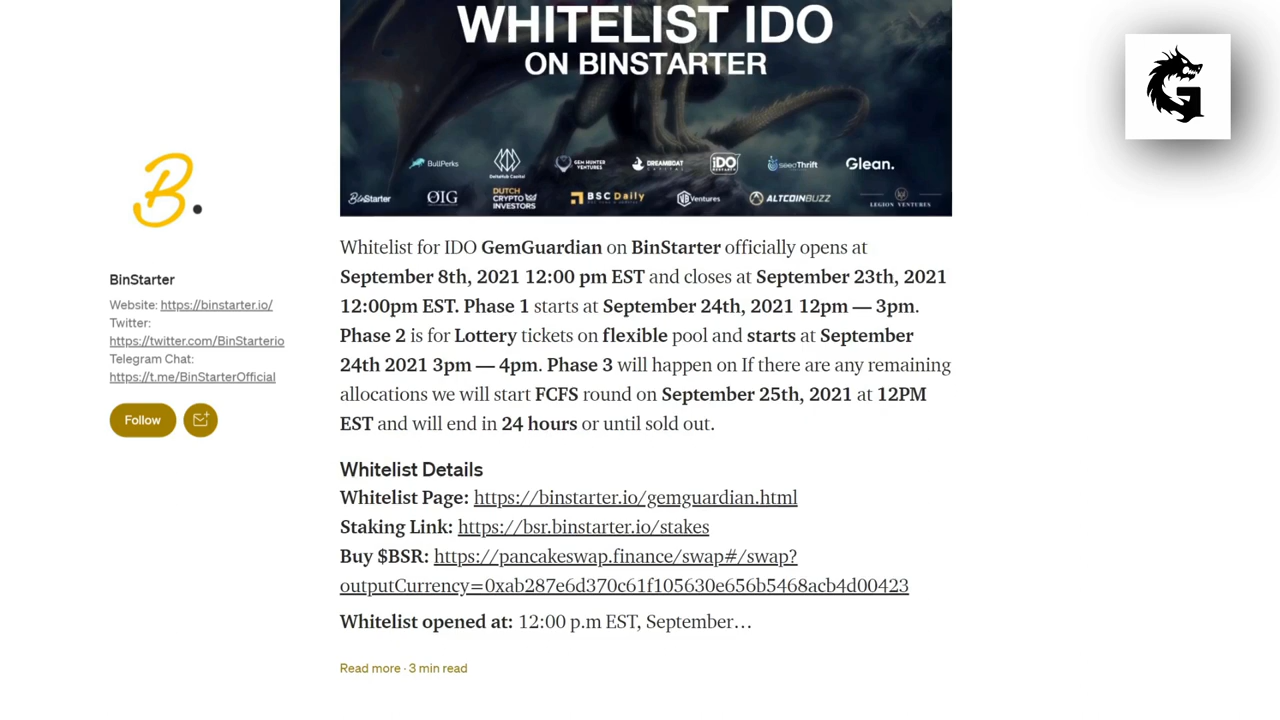 WHITELIST IDO
ON BINSTARTER
BullPerks
DeltaHub Capital
GEM HUNTER
VENTURES
DREAMBOAT
CAPITAL
IDO
RESEARCH
seedThrift
Glean.
BinStarter
OIG
DUTCH
CRYPTO
INVESTORS
BSC Daily
VB Ventures
ALTCOINBUZZ
LEGION VENTURES
B.
G
BinStarter
Website: https://binstarter.io/
Twitter:
https://twitter.com/BinStarterio
Telegram Chat:
https://t.me/BinStarterOfficial
Follow
Whitelist for IDO GemGuardian on BinStarter officially opens at
September 8th, 2021 12:00 pm EST and closes at September 23th, 2021
12:00pm EST. Phase 1 starts at September 24th, 2021 12pm — 3pm.
Phase 2 is for Lottery tickets on flexible pool and starts at September
24th 2021 3pm — 4pm. Phase 3 will happen on If there are any remaining
allocations we will start FCFS round on September 25th, 2021 at 12PM
EST and will end in 24 hours or until sold out.
Whitelist Details
Whitelist Page: https://binstarter.io/gemguardian.html
Staking Link: https://bsr.binstarter.io/stakes
Buy $BSR: https://pancakeswap.finance/swap#/swap?
outputCurrency=0xab287e6d370c61f105630e656b5468acb4d00423
Whitelist opened at: 12:00 p.m EST, September…
Read more · 3 min read